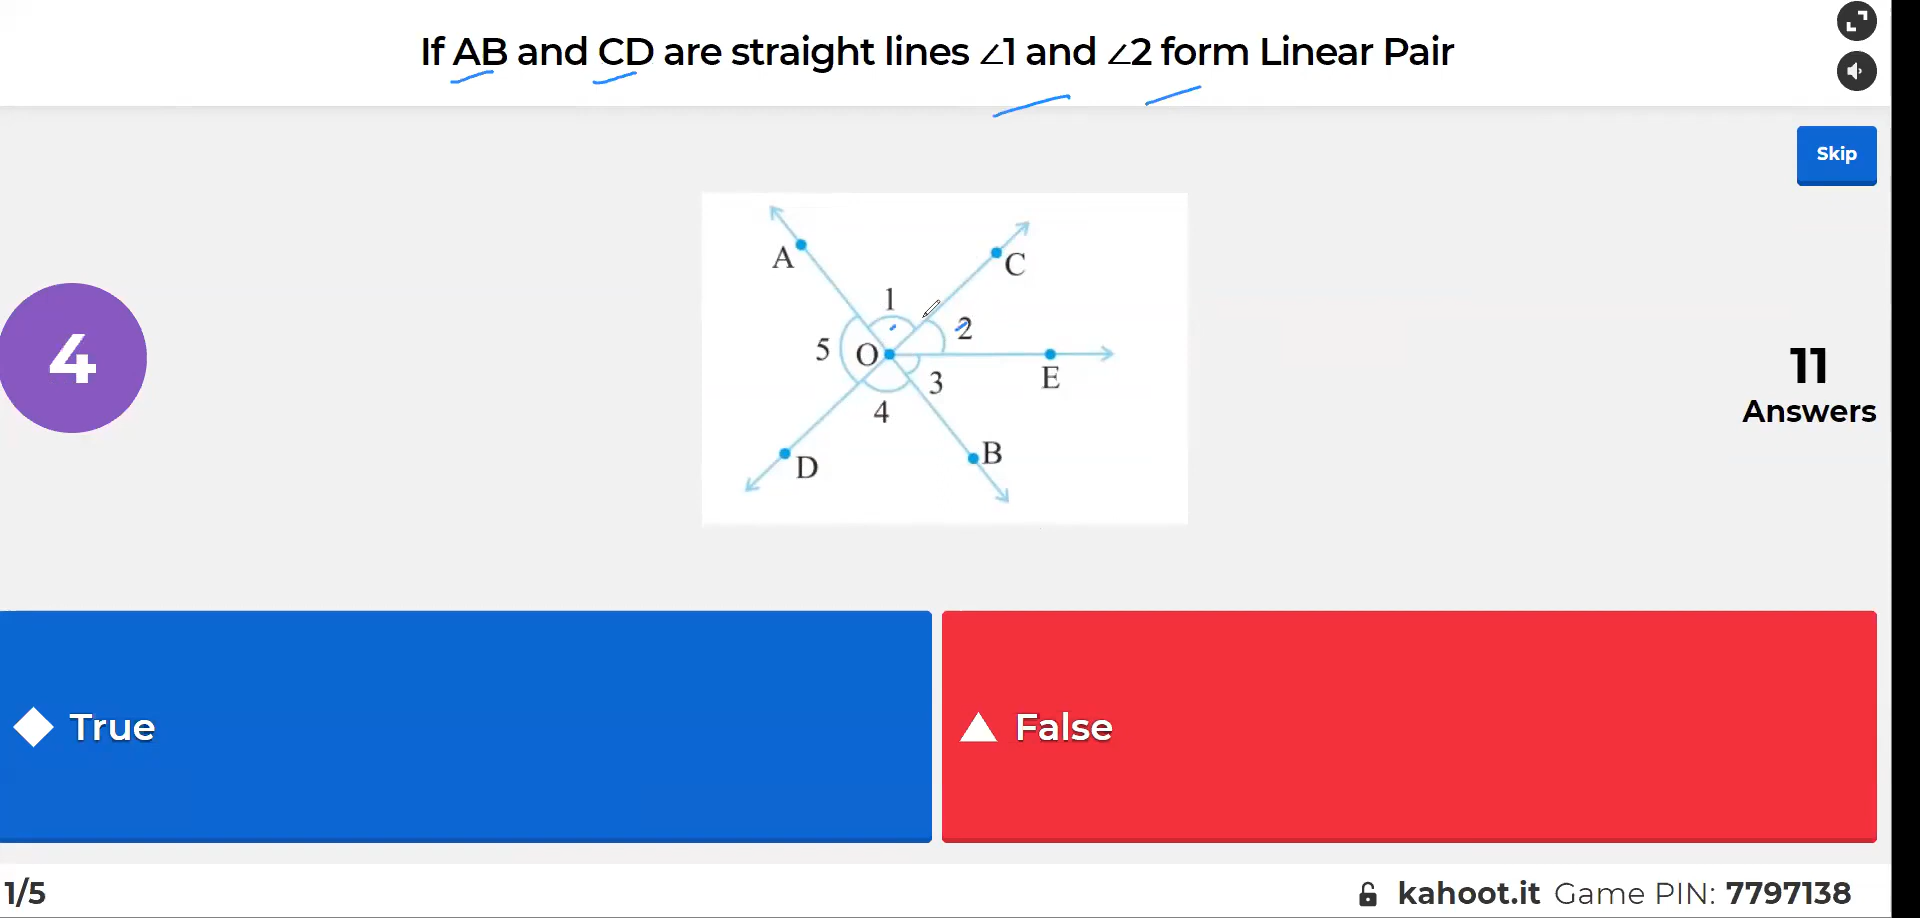 If AB and CD are straight lines ∠1 and ∠2 form Linear Pair
Skip
A
C
1
2
5
O
E
3
4
B
D
4
11
Answers
True
False
1/5
kahoot.it Game PIN: 7797138